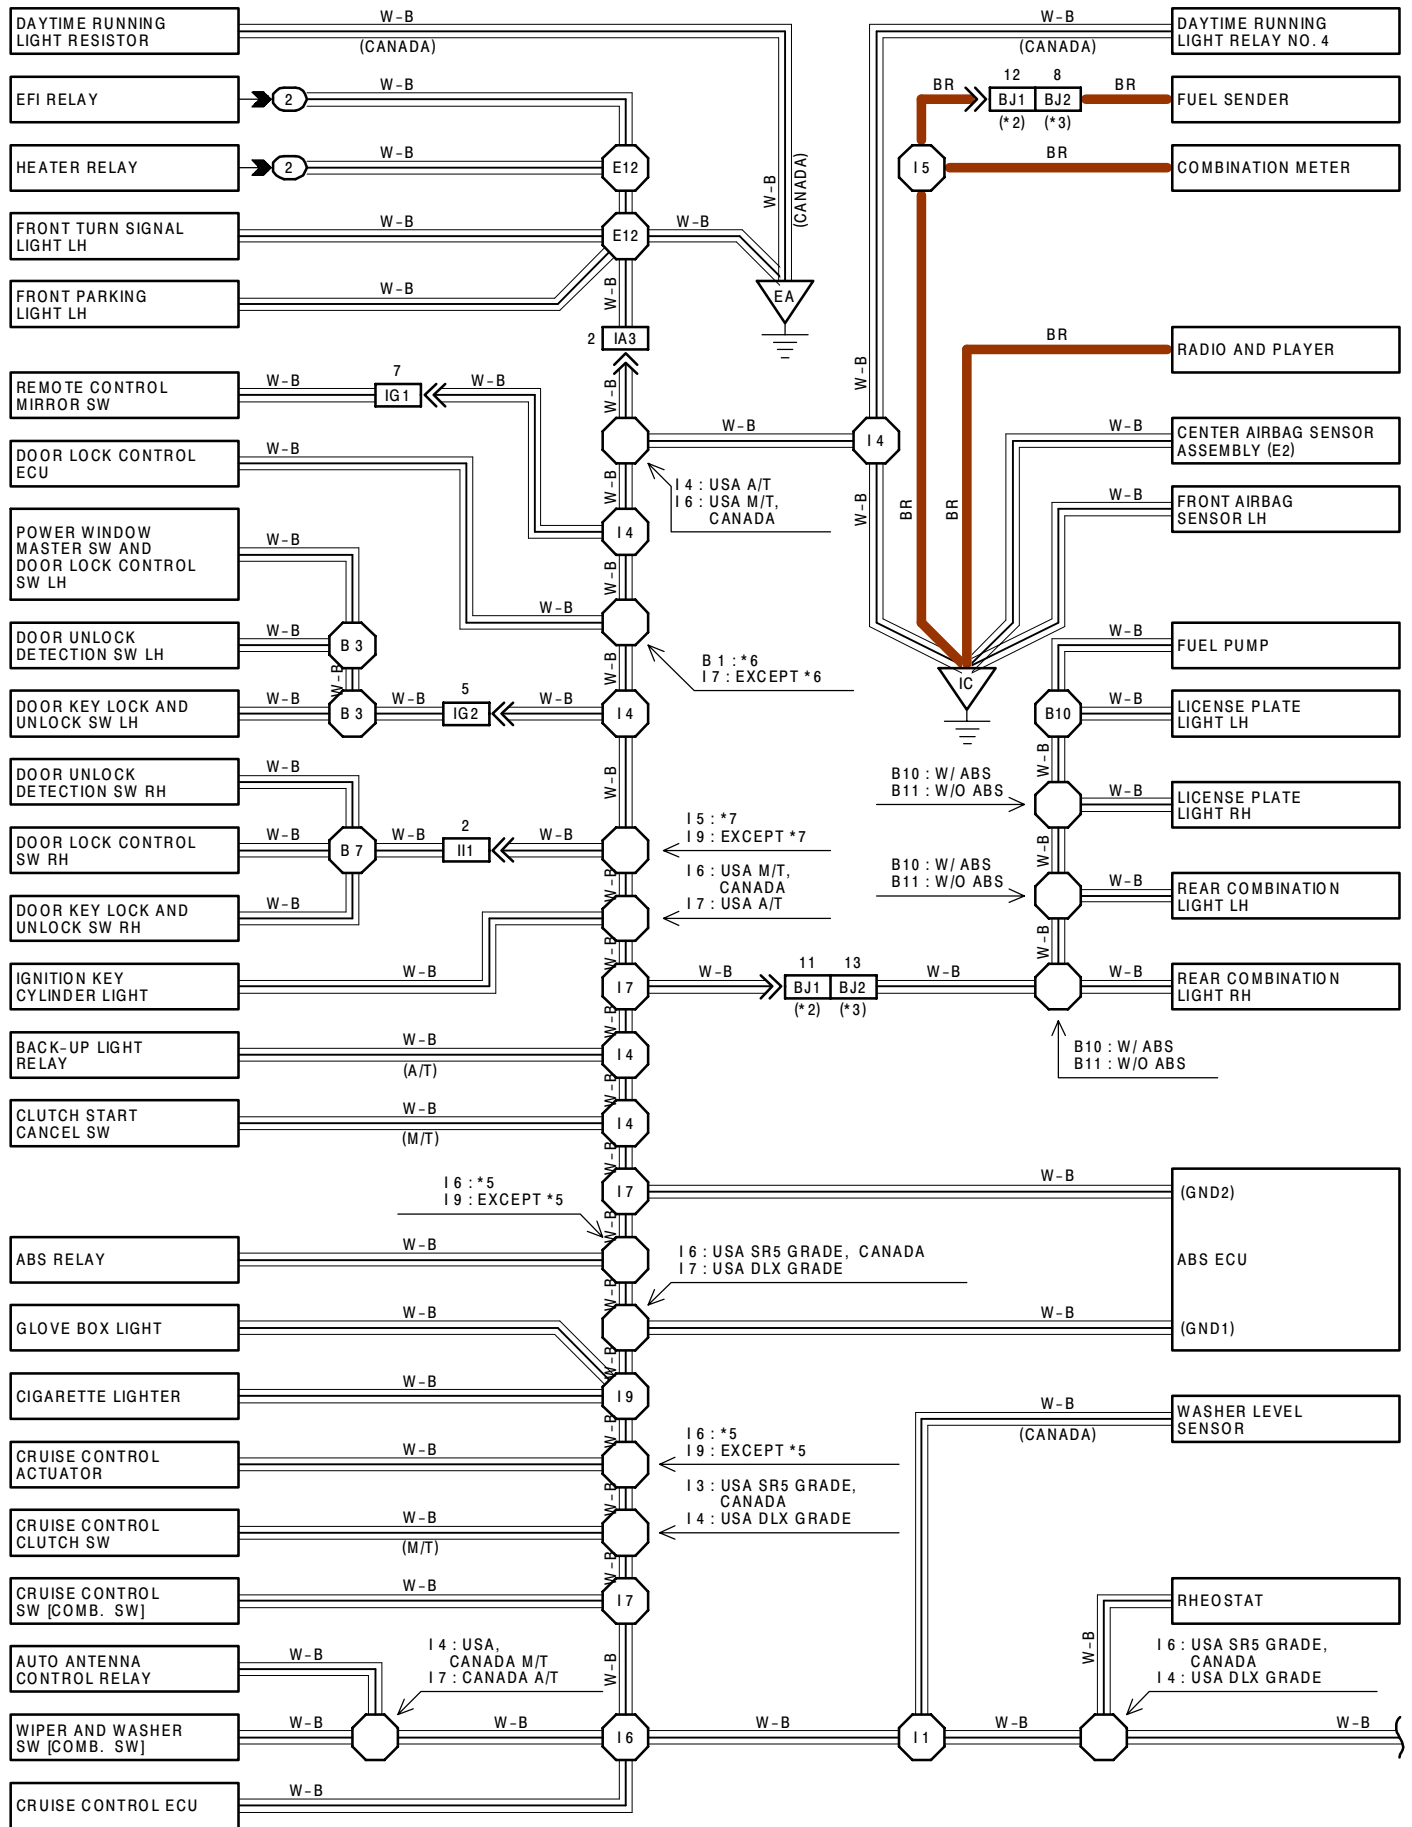 DAYTIME RUNNING
LIGHT RESISTOR
W-B
(CANADA)
W-B
(CANADA)
DAYTIME RUNNING
LIGHT RELAY NO. 4
EFI RELAY
2
W-B
BR
12
8
BJ1
BJ2
(*2)
(*3)
BR
FUEL SENDER
HEATER RELAY
2
W-B
E12
W-B
(CANADA)
I5
BR
COMBINATION METER
FRONT TURN SIGNAL
LIGHT LH
W-B
E12
W-B
FRONT PARKING
LIGHT LH
W-B
W-B
EA
2
IA3
BR
RADIO AND PLAYER
REMOTE CONTROL
MIRROR SW
W-B
7
IG1
W-B
W-B
W-B
W-B
I4
W-B
CENTER AIRBAG SENSOR
ASSEMBLY (E2)
DOOR LOCK CONTROL
ECU
W-B
W-B
I4 : USA A/T
I6 : USA M/T,
CANADA
W-B
BR
BR
W-B
FRONT AIRBAG
SENSOR LH
POWER WINDOW
MASTER SW AND
DOOR LOCK CONTROL
SW LH
W-B
I4
W-B
W-B
DOOR UNLOCK
DETECTION SW LH
W-B
B3
W-B
B1 : *6
I7 : EXCEPT *6
IC
W-B
FUEL PUMP
DOOR KEY LOCK AND
UNLOCK SW LH
W-B
B3
W-B
5
IG2
W-B
I4
B10
W-B
LICENSE PLATE
LIGHT LH
DOOR UNLOCK
DETECTION SW RH
W-B
W-B
W-B
B10 : W/ ABS
B11 : W/O ABS
W-B
LICENSE PLATE
LIGHT RH
DOOR LOCK CONTROL
SW RH
W-B
B7
W-B
2
II1
W-B
I5 : *7
I9 : EXCEPT *7
W-B
DOOR KEY LOCK AND
UNLOCK SW RH
W-B
W-B
I6 : USA M/T,
CANADA
I7 : USA A/T
B10 : W/ ABS
B11 : W/O ABS
W-B
REAR COMBINATION
LIGHT LH
IGNITION KEY
CYLINDER LIGHT
W-B
W-B
I7
W-B
11
13
BJ1
BJ2
(*2)
(*3)
W-B
W-B
W-B
REAR COMBINATION
LIGHT RH
B10 : W/ ABS
B11 : W/O ABS
BACK-UP LIGHT
RELAY
W-B
(A/T)
W-B
I4
CLUTCH START
CANCEL SW
W-B
(M/T)
W-B
I4
W-B
I6 : *5
I9 : EXCEPT *5
I7
W-B
(GND2)
ABS RELAY
W-B
W-B
I6 : USA SR5 GRADE, CANADA
I7 : USA DLX GRADE
ABS ECU
GLOVE BOX LIGHT
W-B
W-B
W-B
(GND1)
CIGARETTE LIGHTER
W-B
W-B
I9
W-B
(CANADA)
WASHER LEVEL
SENSOR
CRUISE CONTROL
ACTUATOR
W-B
W-B
I6 : *5
I9 : EXCEPT *5
CRUISE CONTROL
CLUTCH SW
W-B
(M/T)
W-B
I3 : USA SR5 GRADE,
CANADA
I4 : USA DLX GRADE
CRUISE CONTROL
SW [COMB. SW]
W-B
W-B
I7
RHEOSTAT
AUTO ANTENNA
CONTROL RELAY
W-B
I4 : USA,
CANADA M/T
I7 : CANADA A/T
W-B
W-B
I6 : USA SR5 GRADE,
CANADA
I4 : USA DLX GRADE
WIPER AND WASHER
SW [COMB. SW]
W-B
W-B
I6
W-B
I1
W-B
W-B
CRUISE CONTROL ECU
W-B